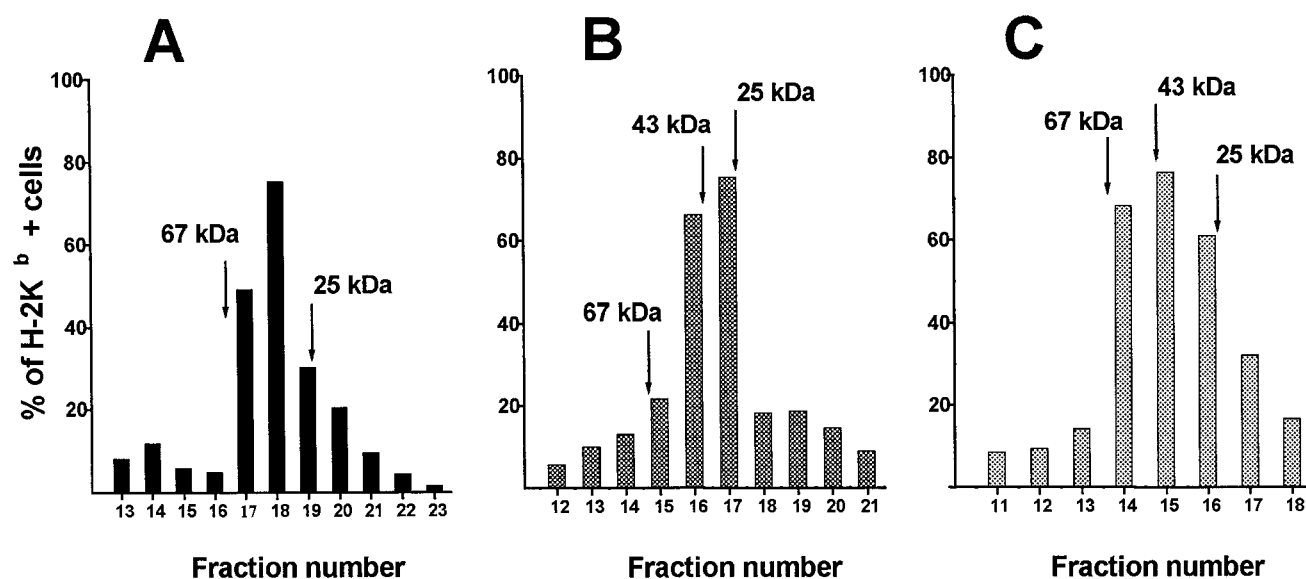 A
B
C
% of H-2K b + cells
100
80
60
40
20
67 kDa
25 kDa
13 14 15 16 17 18 19 20 21 22 23
Fraction number
100
80
60
40
20
67 kDa
43 kDa
25 kDa
12 13 14 15 16 17 18 19 20 21
Fraction number
100
80
60
40
20
67 kDa
43 kDa
25 kDa
11 12 13 14 15 16 17 18
Fraction number